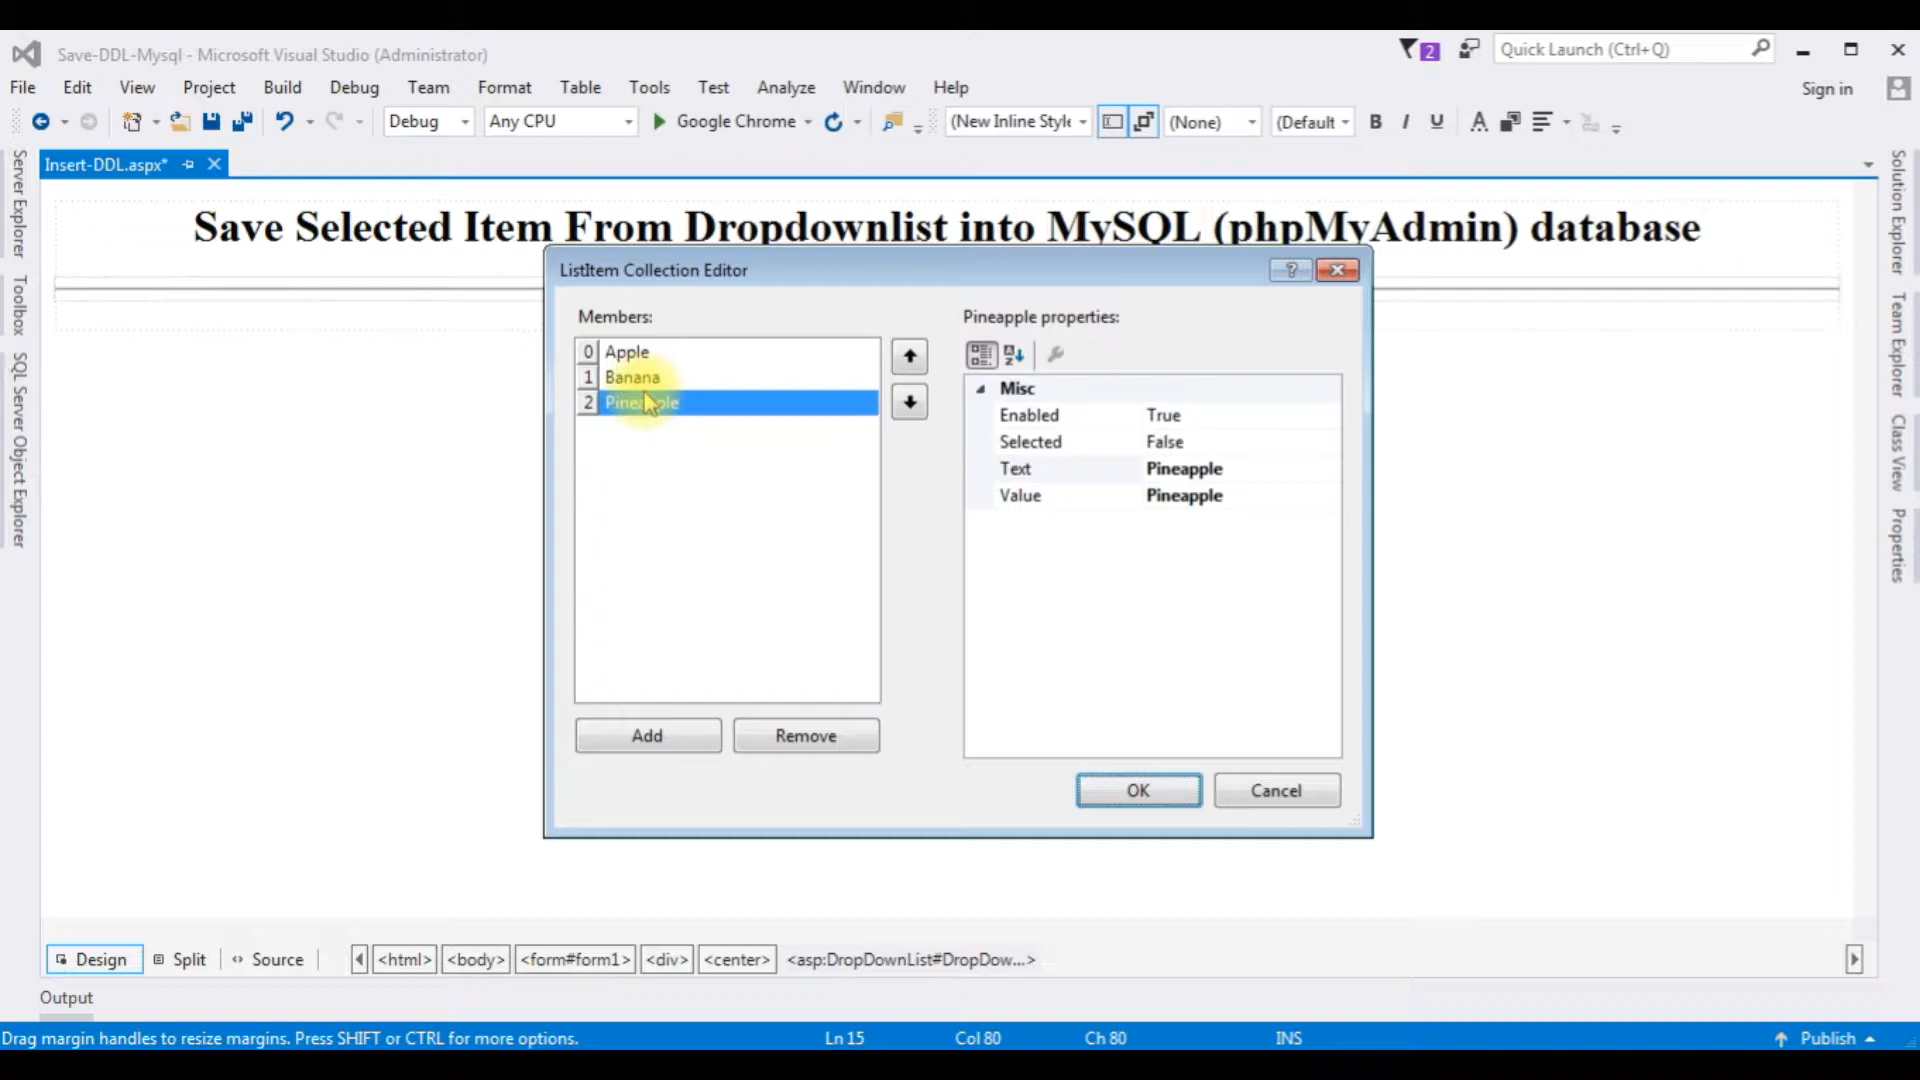 Save-DDL-Mysql - Microsoft Visual Studio (Administrator)
2
Quick Launch (Ctrl+Q)
File Edit View Project Build Debug Team Format Table Tools Test Analyze Window Help
Sign in
Debug
Any CPU
Google Chrome
(New Inline Style
(None)
(Default
B I U A
Insert-DDL.aspx*
Server Explorer
Toolbox
SQL Server Object Explorer
Save Selected Item From Dropdownlist into MySQL (phpMyAdmin) database
ListItem Collection Editor
?
Members:
0 Apple
1 Banana
2 Pineapple
Add
Remove
Pineapple properties:
Misc
Enabled True
Selected False
Text Pineapple
Value Pineapple
OK
Cancel
Solution Explorer
Team Explorer
Class View
Properties
Design
Split
Source
<html>
<body>
<form#form1>
<div>
<center>
<asp:DropDownList#DropDow...>
Output
Drag margin handles to resize margins. Press SHIFT or CTRL for more options.
Ln 15
Col 80
Ch 80
INS
Publish